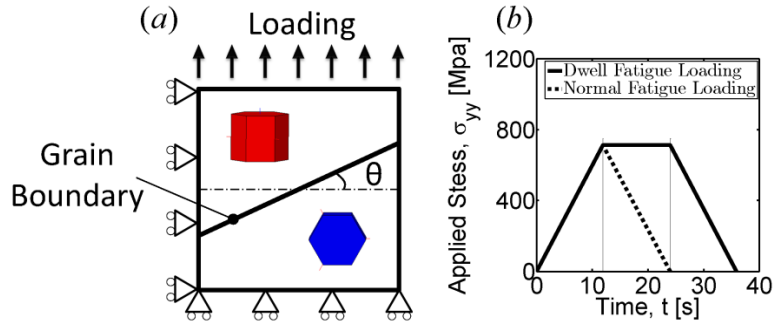 (a)
Loading
Grain
Boundary
θ
(b)
Applied Stess, σyy [Mpa]
1200
800
400
0
Dwell Fatigue Loading
Normal Fatigue Loading
0 10 20 30 40
Time, t [s]